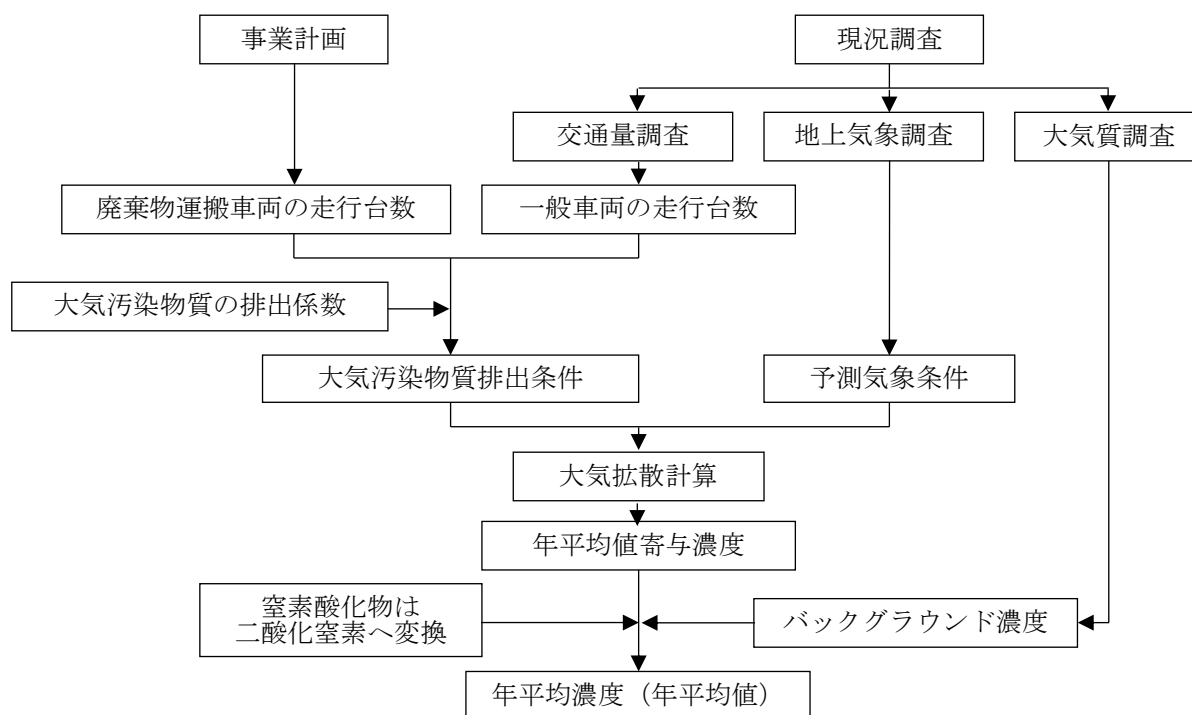 事業計画
現況調査
交通量調査
地上気象調査
大気質調査
廃棄物運搬車両の走行台数
一般車両の走行台数
大気汚染物質の排出係数
大気汚染物質排出条件
予測気象条件
大気拡散計算
年平均値寄与濃度
窒素酸化物は
二酸化窒素へ変換
バックグラウンド濃度
年平均濃度（年平均値）